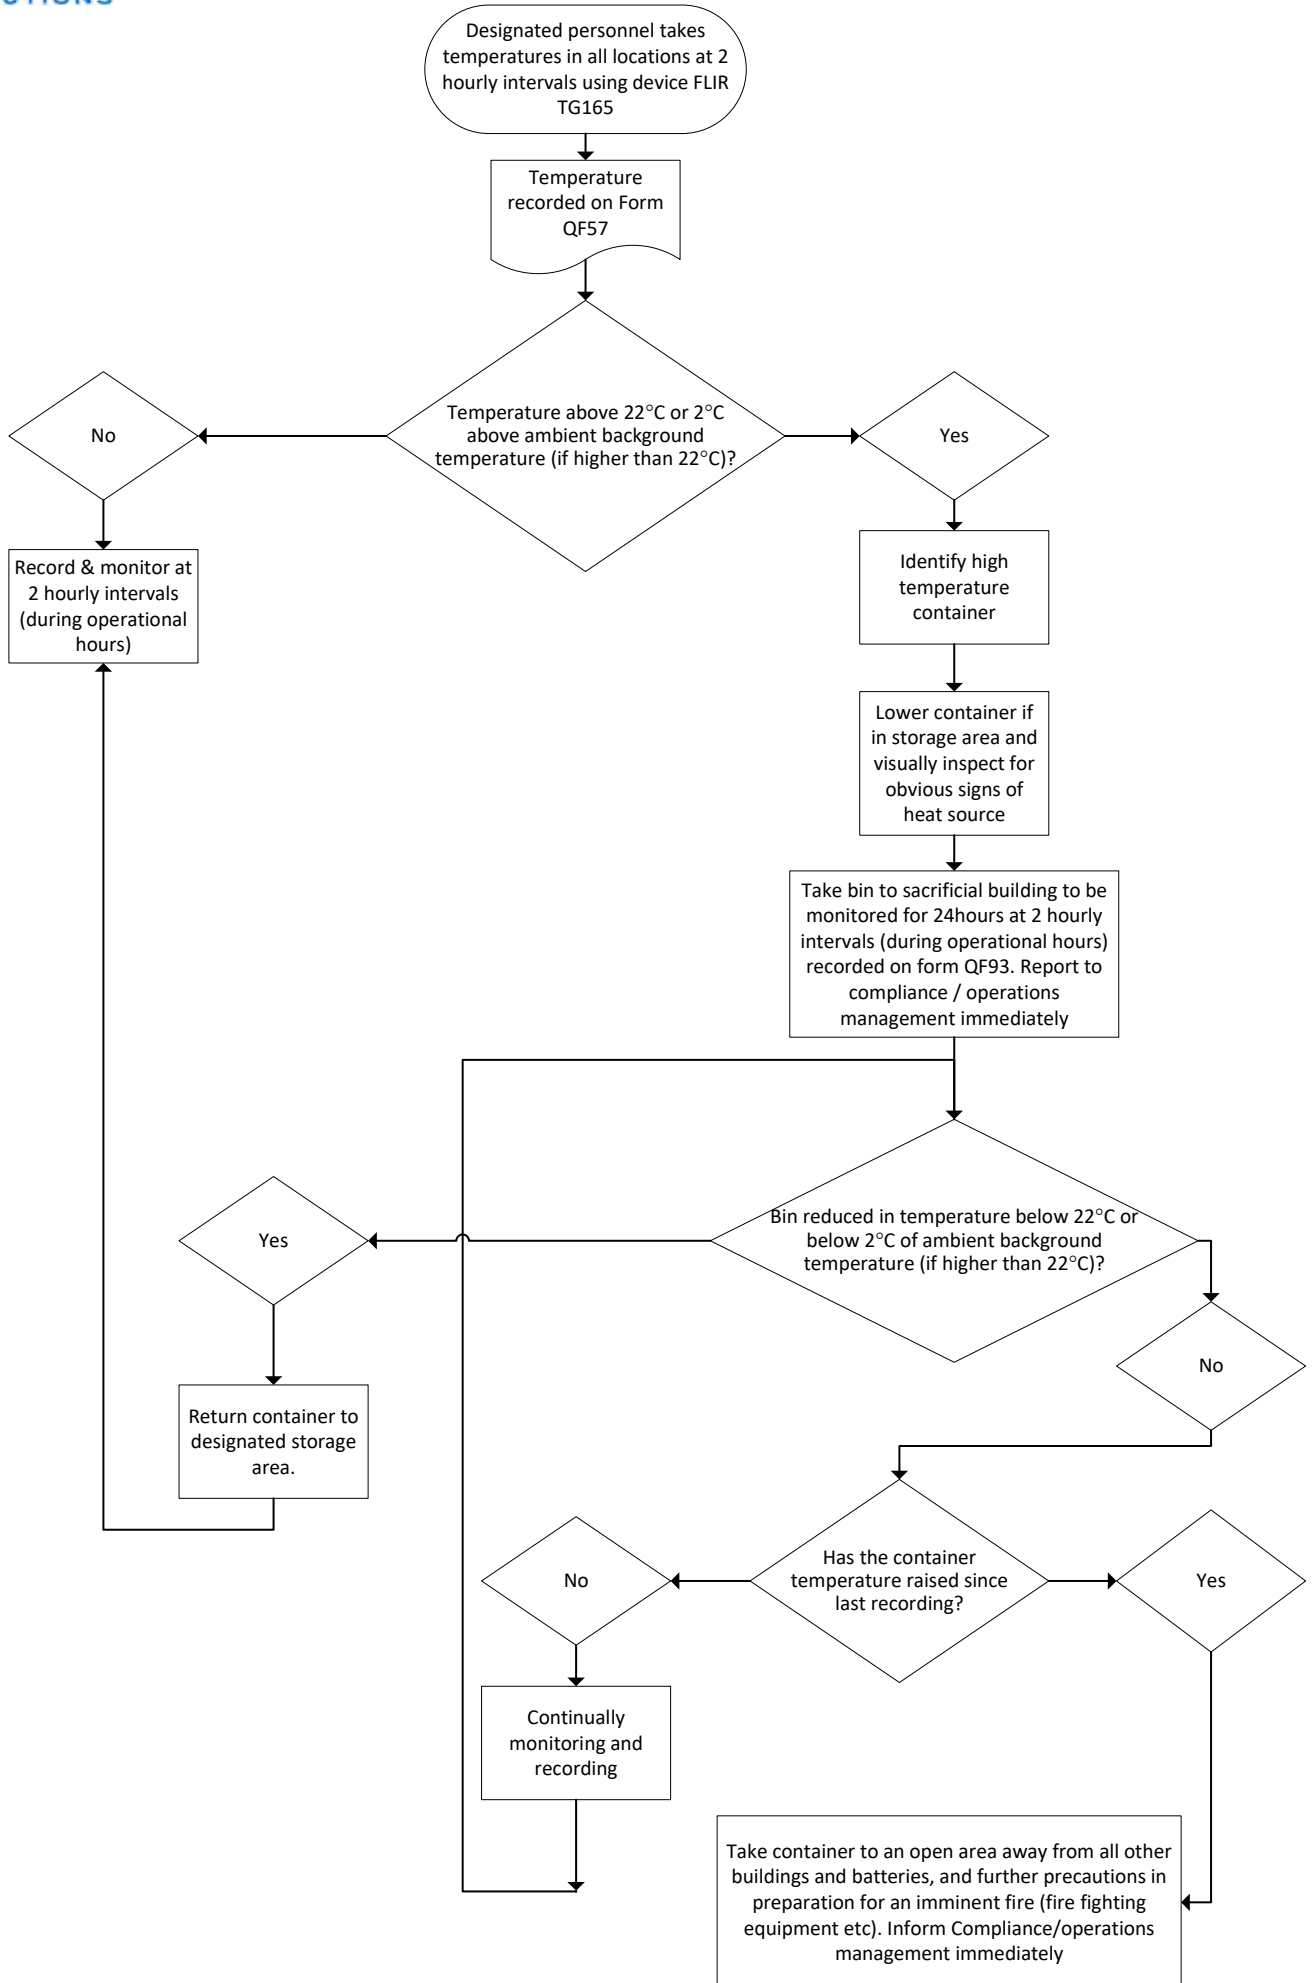 Designated personnel takes
temperatures in all locations at 2
hourly intervals using device FLIR
TG165
Temperature
recorded on Form
QF57
Temperature above 22°C or 2°C
above ambient background
temperature (if higher than 22°C)?
No
Yes
Record & monitor at
2 hourly intervals
(during operational
hours)
Identify high
temperature
container
Lower container if
in storage area and
visually inspect for
obvious signs of
heat source
Take bin to sacrificial building to be
monitored for 24hours at 2 hourly
intervals (during operational hours)
recorded on form QF93. Report to
compliance / operations
management immediately
Bin reduced in temperature below 22°C or
below 2°C of ambient background
temperature (if higher than 22°C)?
Yes
No
Return container to
designated storage
area.
Has the container
temperature raised since
last recording?
No
Yes
Continually
monitoring and
recording
Take container to an open area away from all other
buildings and batteries, and further precautions in
preparation for an imminent fire (fire fighting
equipment etc). Inform Compliance/operations
management immediately